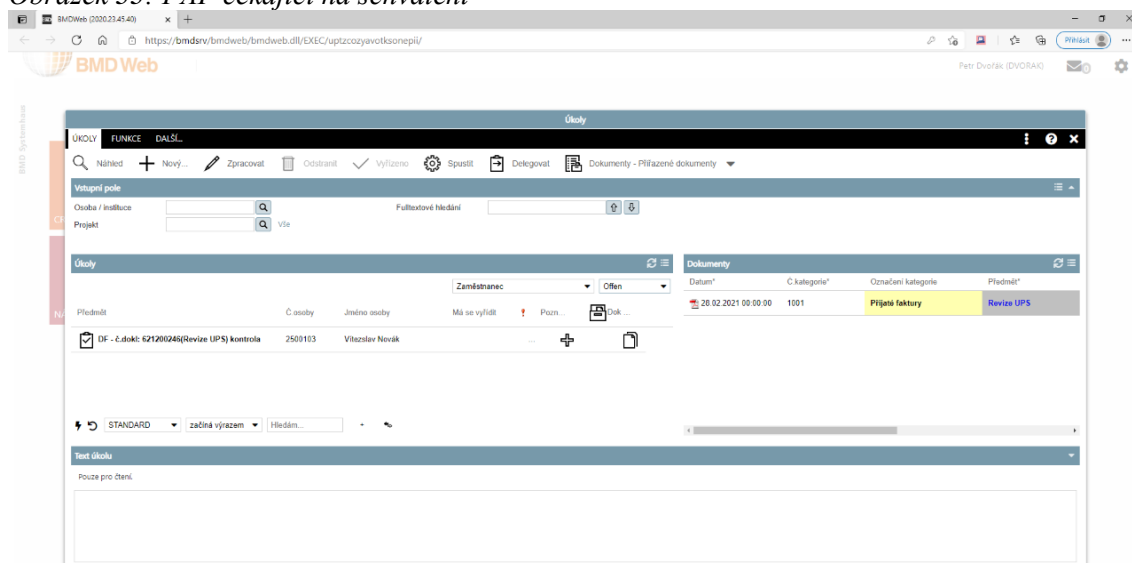 Obrázek 35: PAP čekající na schválení
BMDWeb (2020.23.45.40)
https://bmdsrv/bmdweb/bmdweb.dll/EXEC/uptzcozyavotksonepii/
Přihlásit
BMD Web
Petr Dvořák (DVORAK)
0
BMD Systemhaus
Úkoly
ÚKOLY FUNKCE DALŠÍ...
Náhled Nový... Zpracovat Odstranit Vyřízeno Spustit Delegovat Dokumenty - Přiřazené dokumenty
Vstupní pole
Osoba / instituce Fulltextové hledání
Projekt Vše
Úkoly
Zaměstnanec Offen
Předmět Č.osoby Jméno osoby Má se vyřídit Pozn... Dok ...
DF - č.dokl: 621200246(Revize UPS) kontrola 2500103 Vítezslav Novák ...
STANDARD začíná výrazem Hledám...
Dokumenty
Datum* Č.kategorie* Označení kategorie Předmět*
28.02.2021 00:00:00 1001 Přijaté faktury Revize UPS
Text úkolu
Pouze pro čtení.